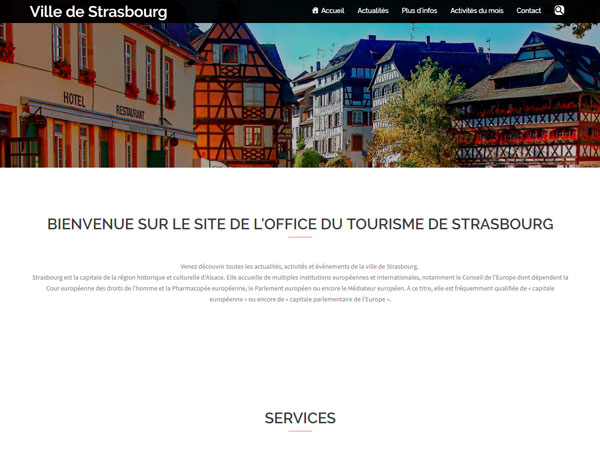 Ville de Strasbourg
Accueil Actualités Plus d'infos Activités du mois Contact
HOTEL RESTAURANT
BIENVENUE SUR LE SITE DE L'OFFICE DU TOURISME DE STRASBOURG
Venez découvrir toutes les actualités, activités et événements de la ville de Strasbourg.
Strasbourg est la capitale de la région historique et culturelle d'Alsace. Elle accueille de multiples institutions européennes et internationales, notamment le Conseil de l'Europe dont dépendent la
Cour européenne des droits de l'homme et la Pharmacopée européenne, le Parlement européen ou encore le Médiateur européen. À ce titre, elle est fréquemment qualifiée de « capitale
européenne » ou encore de « capitale parlementaire de l'Europe ».
SERVICES